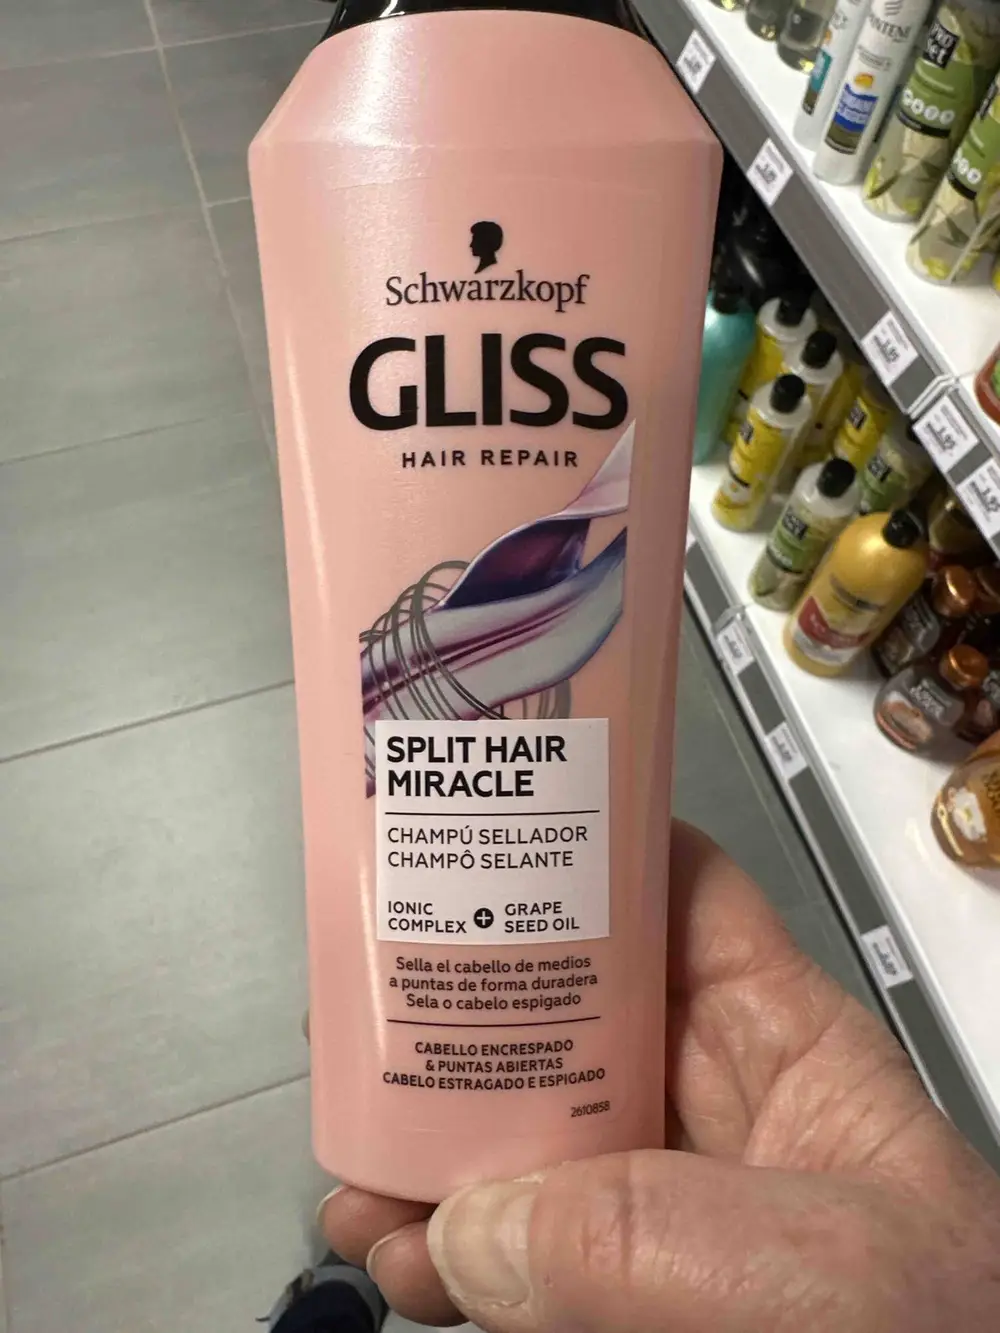 Schwarzkopf
GLISS
HAIR REPAIR
SPLIT HAIR
MIRACLE
CHAMPÚ SELLADOR
CHAMPÔ SELANTE
IONIC
COMPLEX
+
GRAPE
SEED OIL
Sella el cabello de medios
a puntas de forma duradera
Sela o cabelo espigado
CABELLO ENCRESPADO
& PUNTAS ABIERTAS
CABELO ESTRAGADO E ESPIGADO
2610858